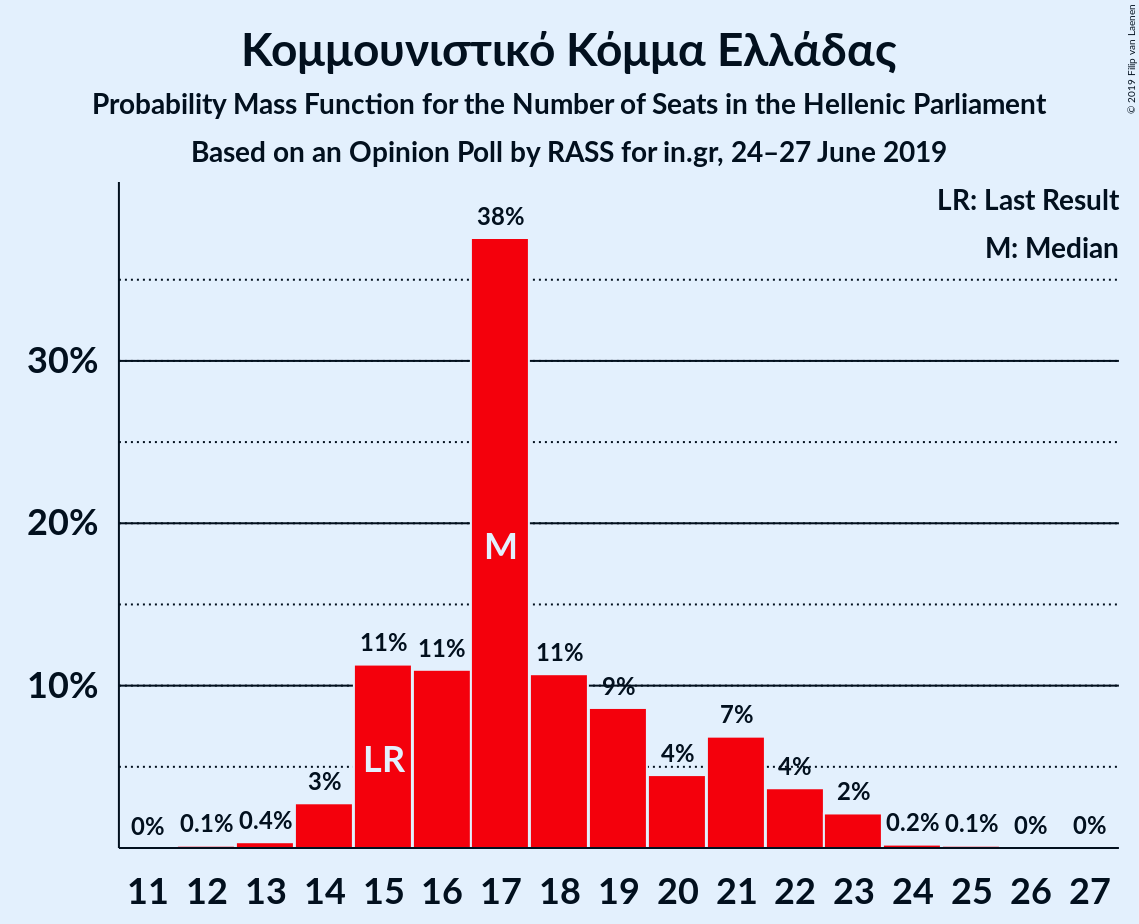 Κομμουνιστικό Κόμμα Ελλάδας
Probability Mass Function for the Number of Seats in the Hellenic Parliament
Based on an Opinion Poll by RASS for in.gr, 24–27 June 2019
© 2019 Filip van Laenen
LR: Last Result
M: Median
30%
20%
10%
0% 0.1% 0.4% 3% 11% 11% 38% 11% 9% 4% 7% 4% 2% 0.2% 0.1% 0% 0%
LR M
11 12 13 14 15 16 17 18 19 20 21 22 23 24 25 26 27